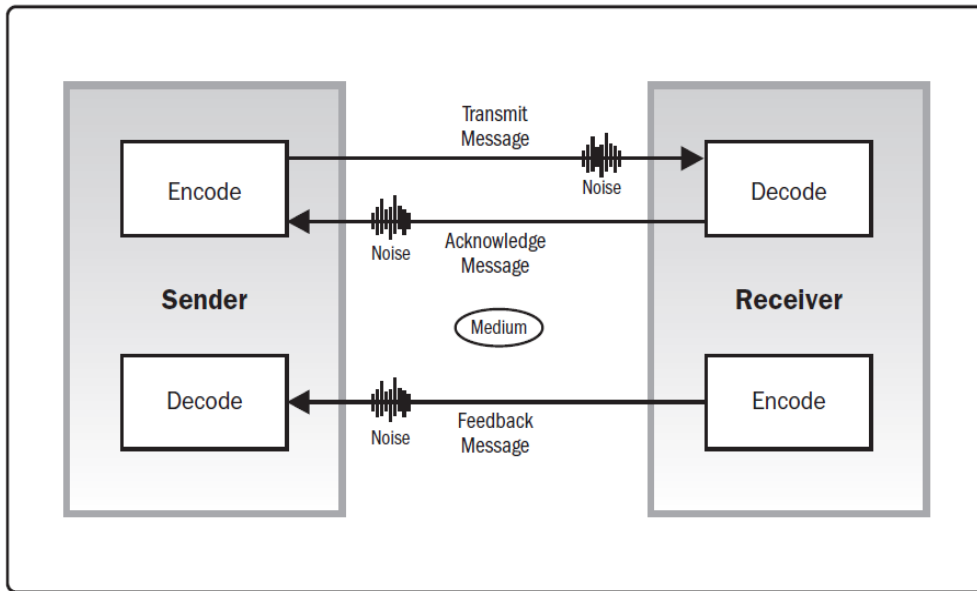 Transmit
Message
Noise
Encode
Decode
Noise
Acknowledge
Message
Sender
Receiver
Medium
Decode
Encode
Noise
Feedback
Message